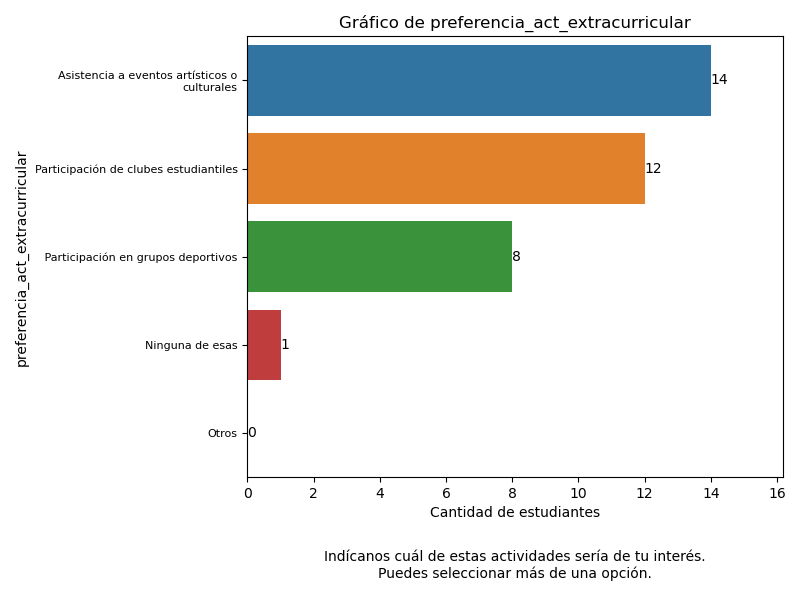 Gráfico de preferencia_act_extracurricular
Asistencia a eventos artísticos o
culturales
14
Participación de clubes estudiantiles
12
Participación en grupos deportivos
8
Ninguna de esas
1
Otros
0
preferencia_act_extracurricular
0 2 4 6 8 10 12 14 16
Cantidad de estudiantes
Indícanos cuál de estas actividades sería de tu interés.
Puedes seleccionar más de una opción.